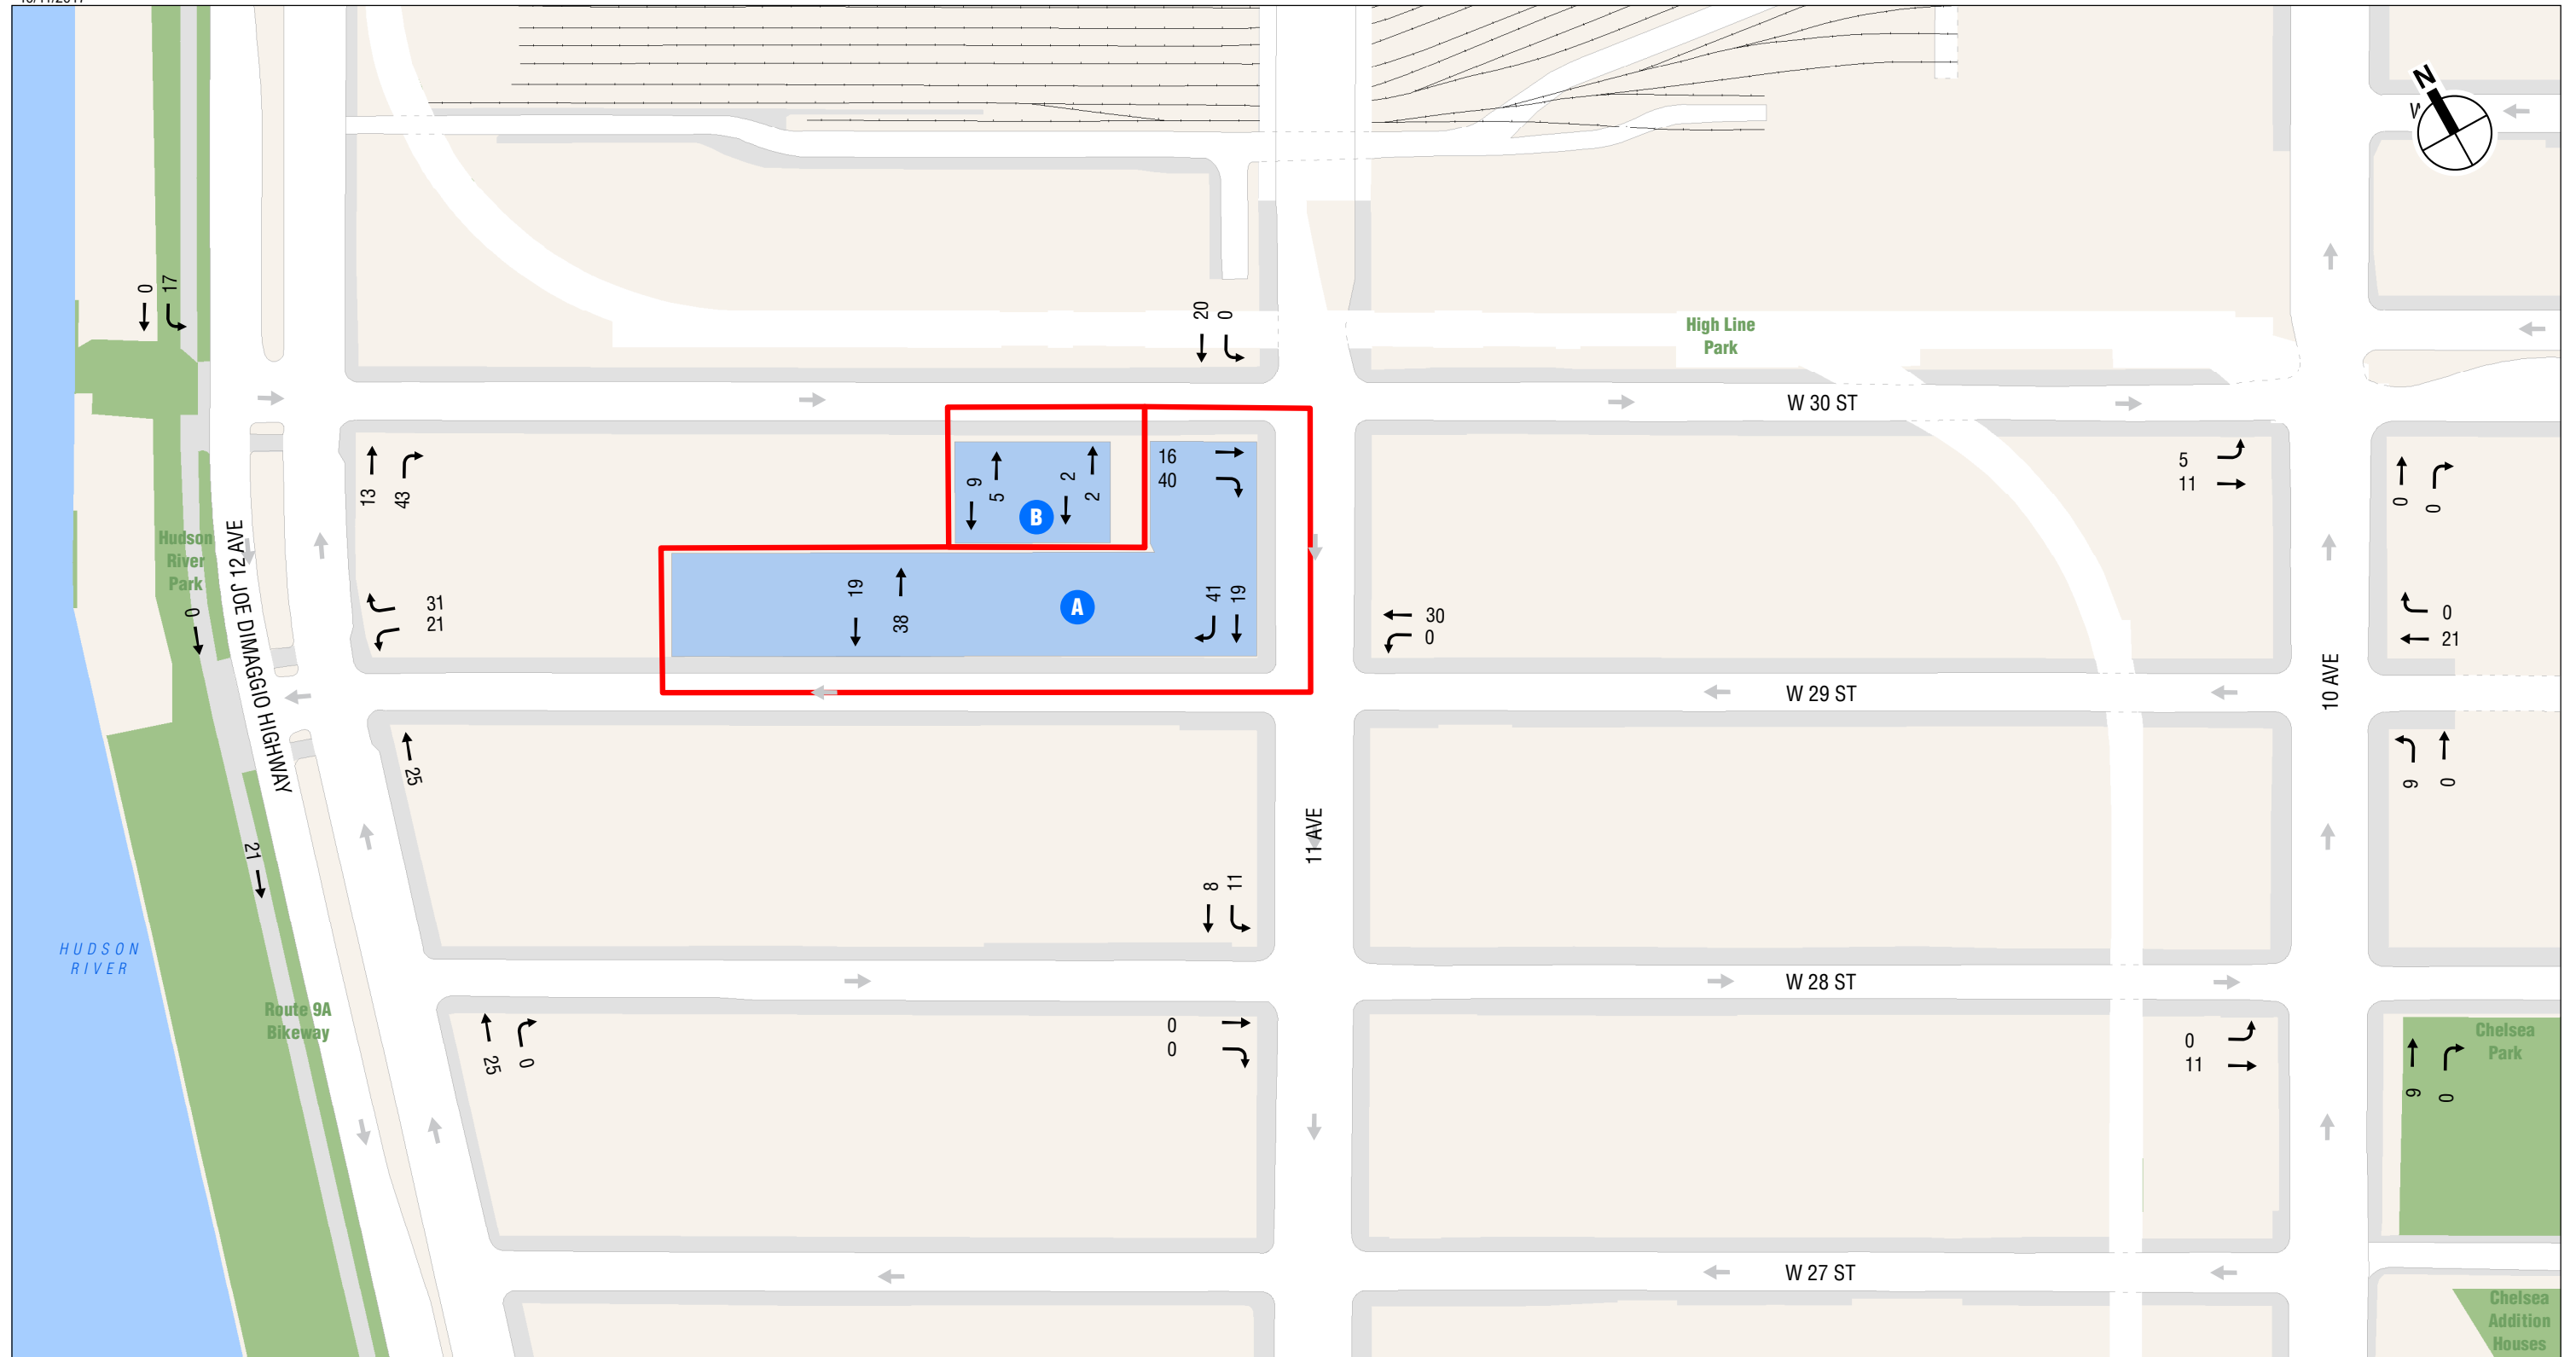 N
0
17
20
0
High Line
Park
W 30 ST
13
43
9
5
2
2
B
16
40
5
11
0
0
Hudson
River
Park
0
JOE DIMAGGIO HIGHWAY
12 AVE
31
21
19
38
A
41
19
30
0
0
21
W 29 ST
10 AVE
25
9
0
11 AVE
21
8
11
HUDSON
RIVER
W 28 ST
Route 9A
Bikeway
25
0
0
0
0
11
Chelsea
Park
9
0
W 27 ST
Chelsea
Addition
Houses